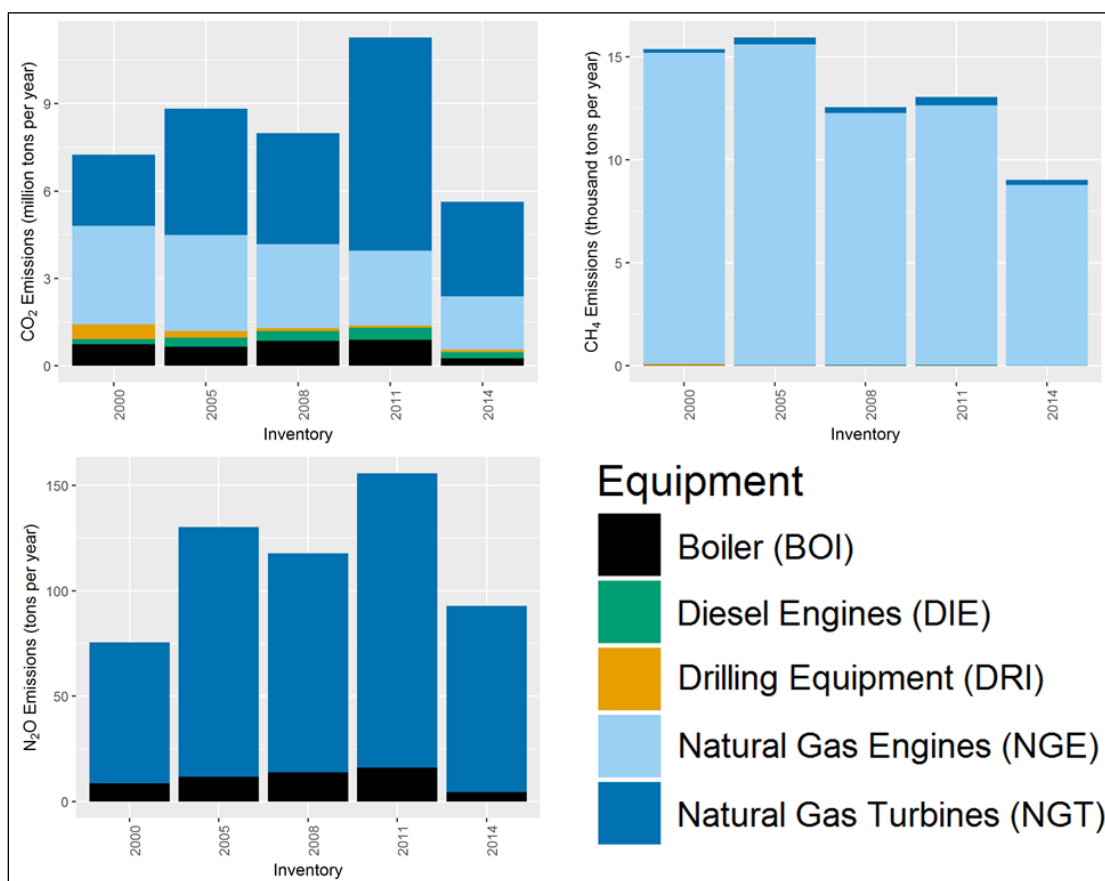 CO₂ Emissions (million tons per year)
9
6
3
0
2000
2005
2008
2011
2014
Inventory
CH₄ Emissions (thousand tons per year)
15
10
5
0
2000
2005
2008
2011
2014
Inventory
N₂O Emissions (tons per year)
150
100
50
0
2000
2005
2008
2011
2014
Inventory
Equipment
Boiler (BOI)
Diesel Engines (DIE)
Drilling Equipment (DRI)
Natural Gas Engines (NGE)
Natural Gas Turbines (NGT)